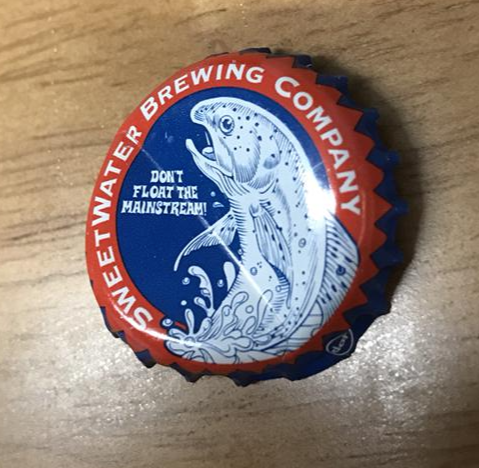 SWEETWATER BREWING COMPANY
DON'T
FLOAT THE
MAINSTREAM!